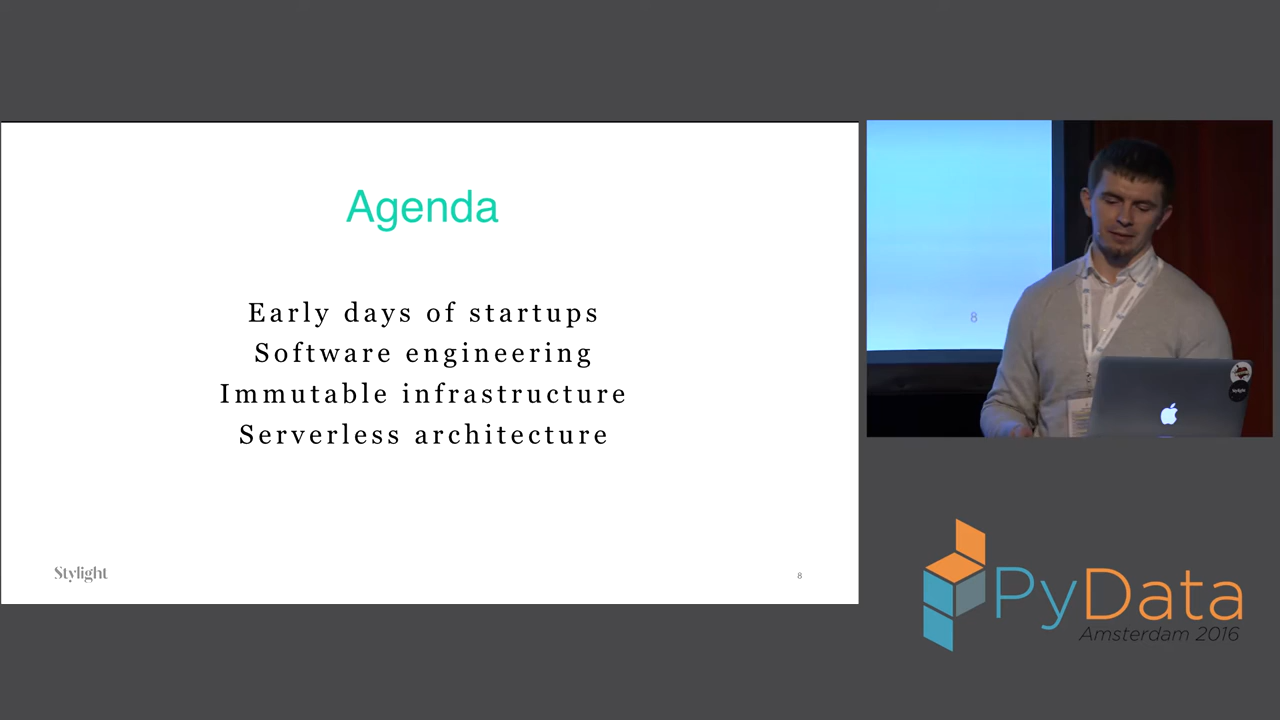 Agenda
Early days of startups
Software engineering
Immutable infrastructure
Serverless architecture
Stylight
8
8
PyData
Amsterdam 2016